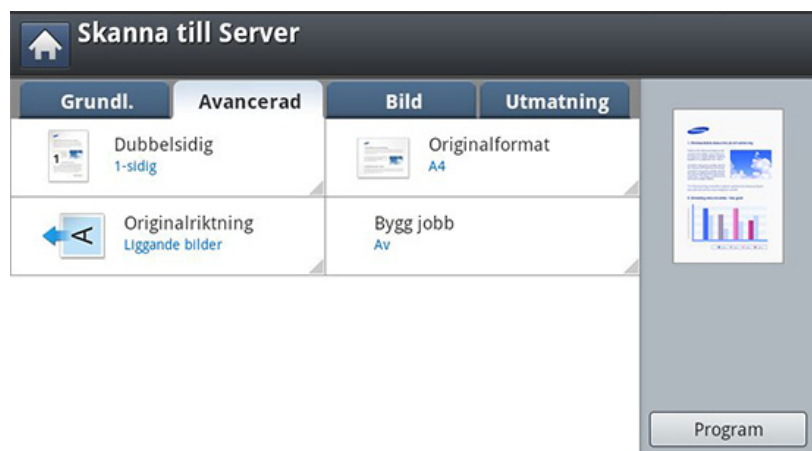 Skanna till Server
Grundl.
Avancerad
Bild
Utmatning
Dubbelsidig
1-sidig
Originalformat
A4
Originalriktning
Liggande bilder
Bygg jobb
Av
Program